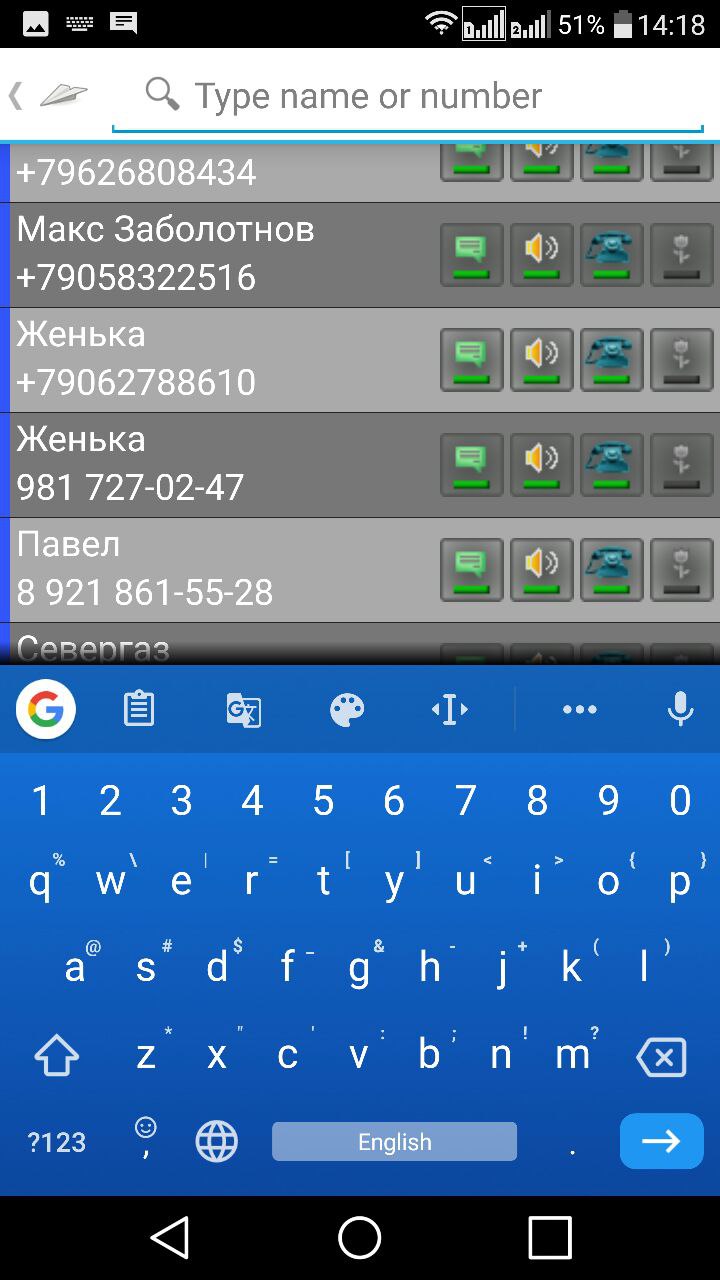 51% 14:18
Type name or number
+79626808434
Макс Заболотнов
+79058322516
Женька
+79062788610
Женька
981 727-02-47
Павел
8 921 861-55-28
Севергаз
1 2 3 4 5 6 7 8 9 0
% \ | = [ ] < > { }
q w e r t y u i o p
@ # $ _ & - + ( )
a s d f g h j k l
* " ' : ; ! ?
z x c v b n m
?123 , English .